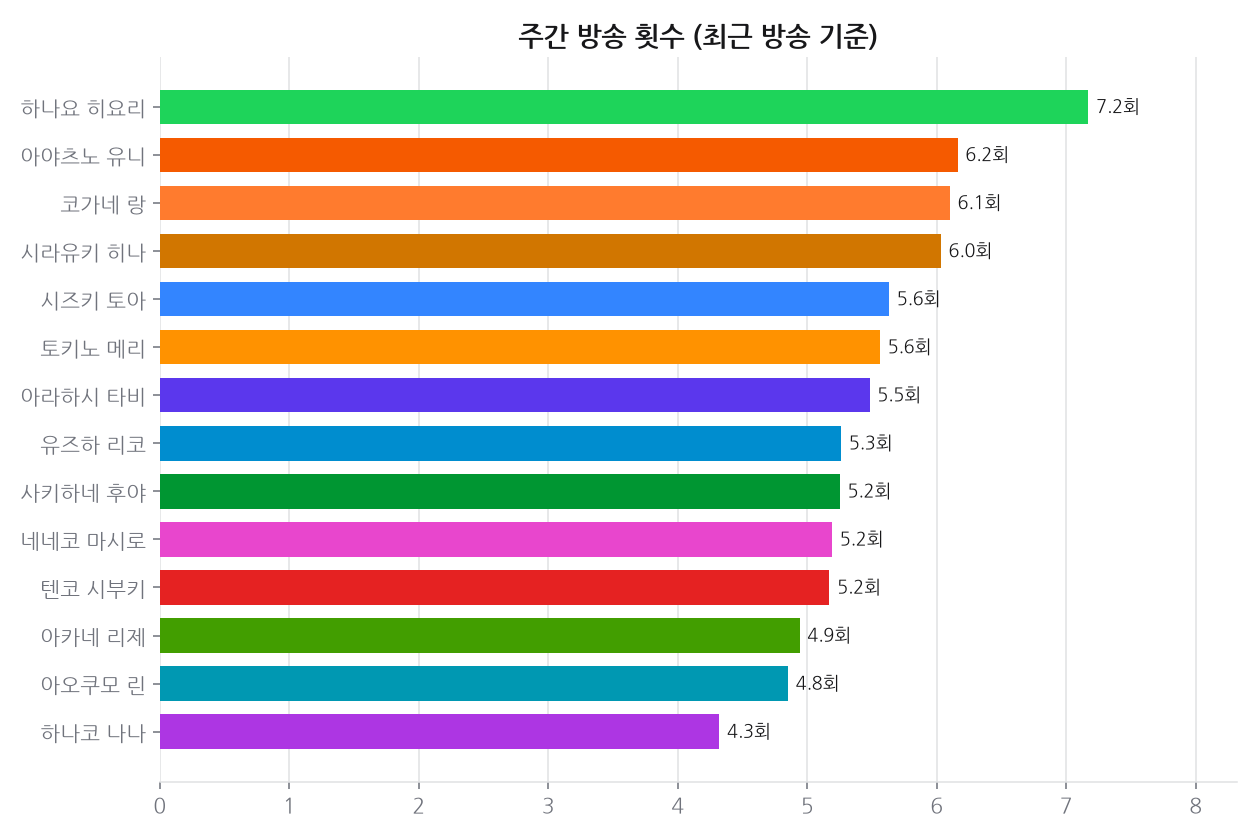 주간 방송 횟수 (최근 방송 기준)
하나요 히요리 7.2회
아야츠노 유니 6.2회
코가네 랑 6.1회
시라유키 히나 6.0회
시즈키 토아 5.6회
토키노 메리 5.6회
아라하시 타비 5.5회
유즈하 리코 5.3회
사키하네 후야 5.2회
네네코 마시로 5.2회
텐코 시부키 5.2회
아카네 리제 4.9회
아오쿠모 린 4.8회
하나코 나나 4.3회
0 1 2 3 4 5 6 7 8